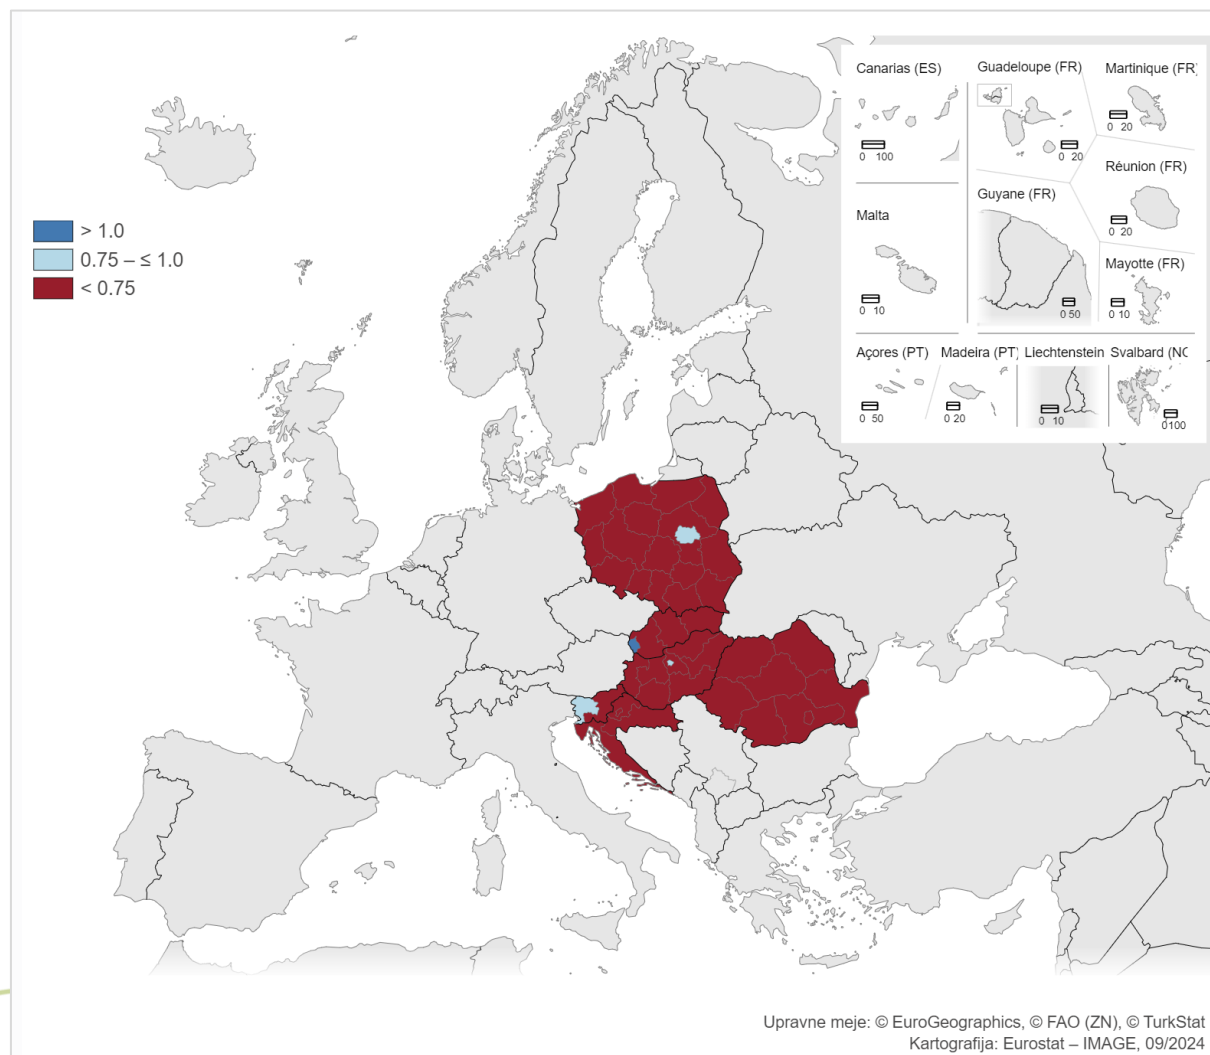 Canarias (ES)
0 100
Guadeloupe (FR)
0 20
Martinique (FR)
0 20
Réunion (FR)
0 20
Guyane (FR)
0 50
Malta
0 10
Mayotte (FR)
0 10
Açores (PT)
0 50
Madeira (PT)
0 20
Liechtenstein
0 10
Svalbard (NO
0 100
> 1.0
0.75 – ≤ 1.0
< 0.75
Upravne meje: © EuroGeographics, © FAO (ZN), © TurkStat
Kartografija: Eurostat – IMAGE, 09/2024